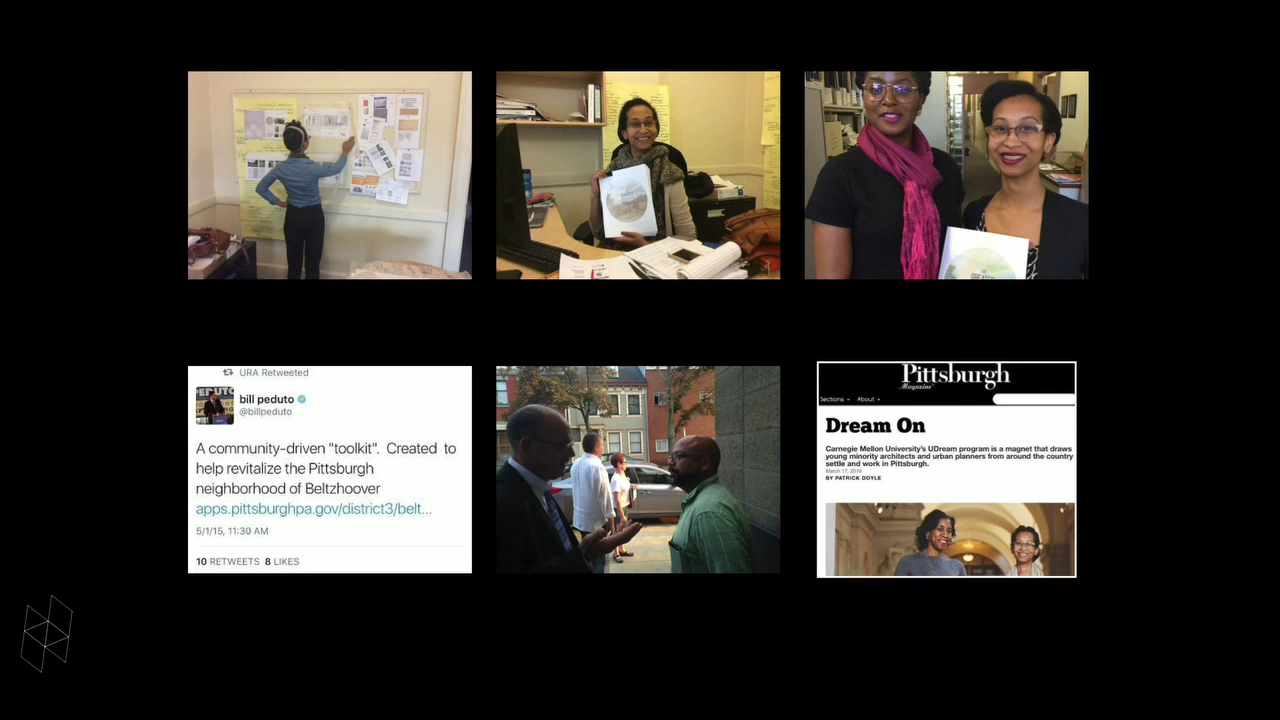 URA Retweeted
bill peduto
@billpeduto
A community-driven "toolkit". Created to
help revitalize the Pittsburgh
neighborhood of Beltzhoover
apps.pittsburghpa.gov/district3/belt...
5/1/15, 11:30 AM
10 RETWEETS 8 LIKES
Pittsburgh
Magazine
Sections About
Dream On
Carnegie Mellon University's UDream program is a magnet that draws
young minority architects and urban planners from around the country
settle and work in Pittsburgh.
March 17, 2016
BY PATRICK DOYLE